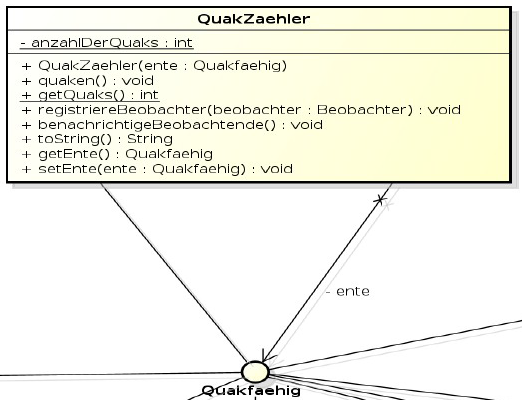 QuakZaehler
- anzahlDerQuaks : int
+ QuakZaehler(ente : Quakfaehig)
+ quaken() : void
+ getQuaks() : int
+ registriereBeobachter(beobachter : Beobachter) : void
+ benachrichtigeBeobachtende() : void
+ toString() : String
+ getEnte() : Quakfaehig
+ setEnte(ente : Quakfaehig) : void
- ente
Quakfaehig